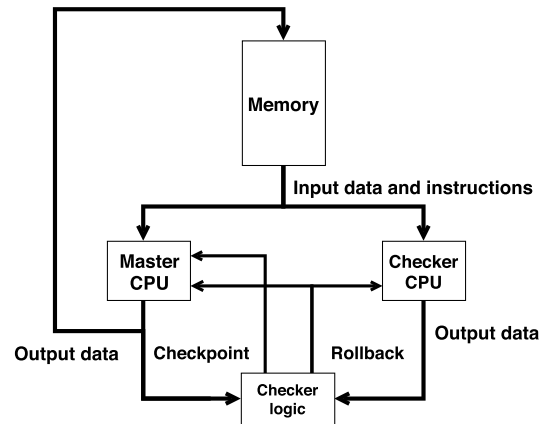 Memory
Input data and instructions
Master
CPU
Checker
CPU
Output data
Checkpoint
Rollback
Output data
Checker
logic